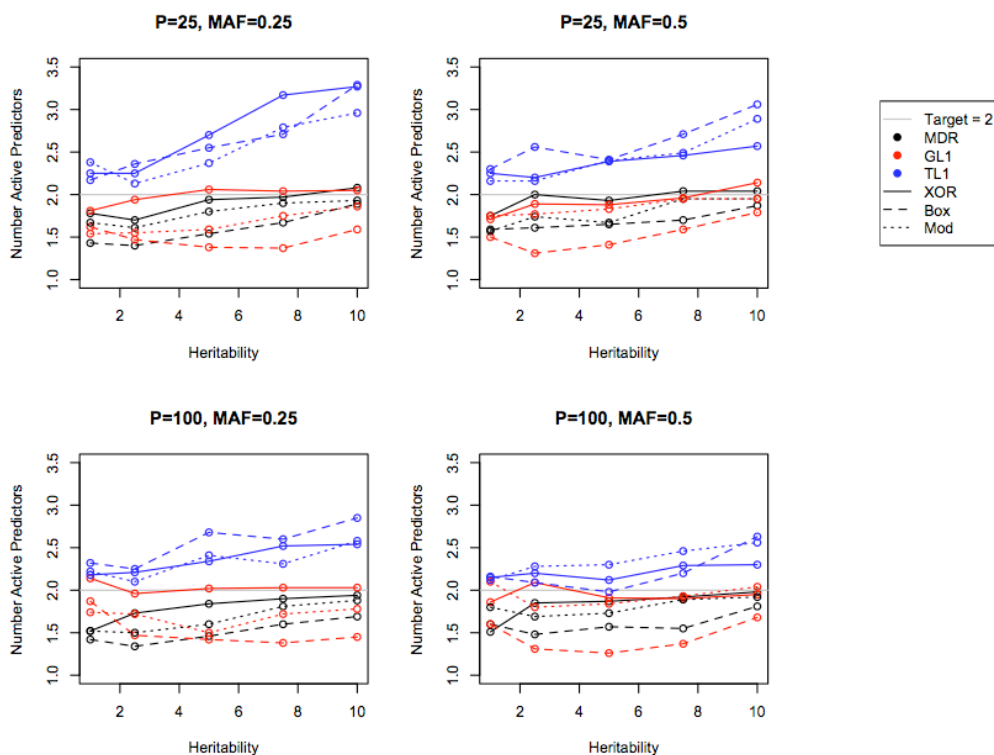 P=25, MAF=0.25
Number Active Predictors
3.5
3.0
2.5
2.0
1.5
1.0
2 4 6 8 10
Heritability
P=25, MAF=0.5
Number Active Predictors
3.5
3.0
2.5
2.0
1.5
1.0
2 4 6 8 10
Heritability
Target = 2
MDR
GL1
TL1
XOR
Box
Mod
P=100, MAF=0.25
Number Active Predictors
3.5
3.0
2.5
2.0
1.5
1.0
2 4 6 8 10
Heritability
P=100, MAF=0.5
Number Active Predictors
3.5
3.0
2.5
2.0
1.5
1.0
2 4 6 8 10
Heritability